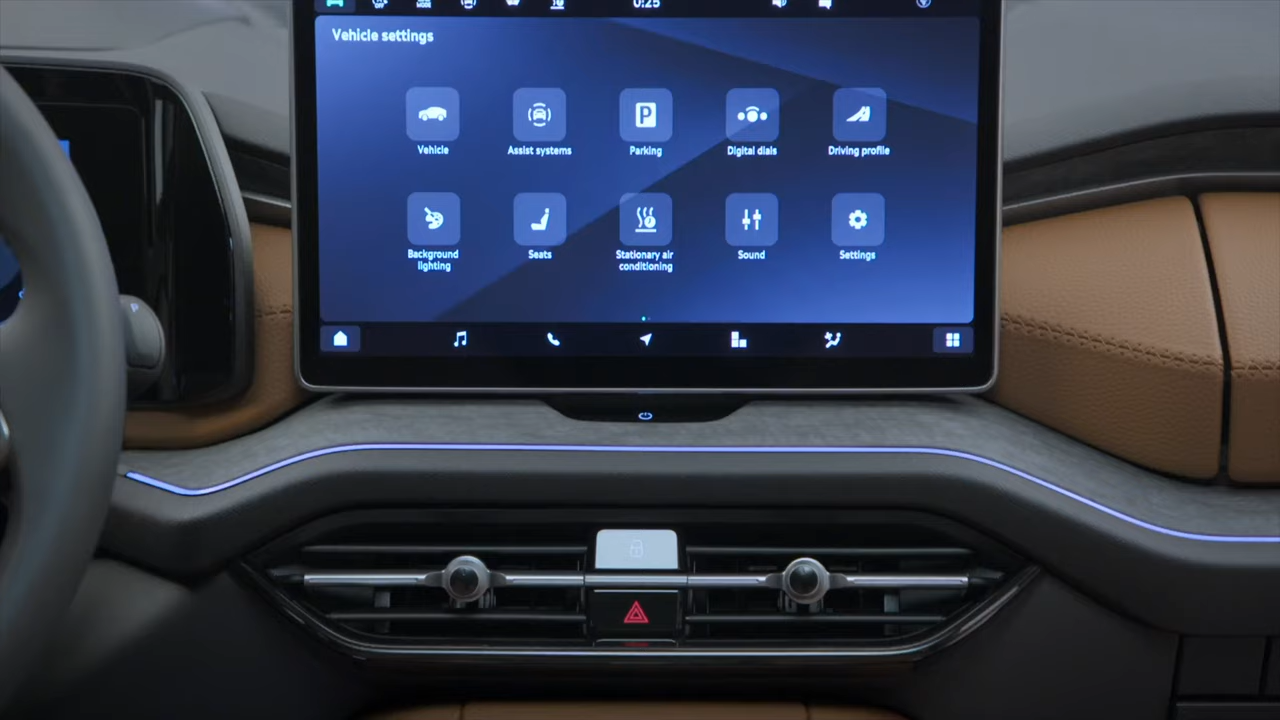 0:25
Vehicle settings
Vehicle
Assist systems
P
Parking
Digital dials
Driving profile
Background
lighting
Seats
Stationary air
conditioning
Sound
Settings